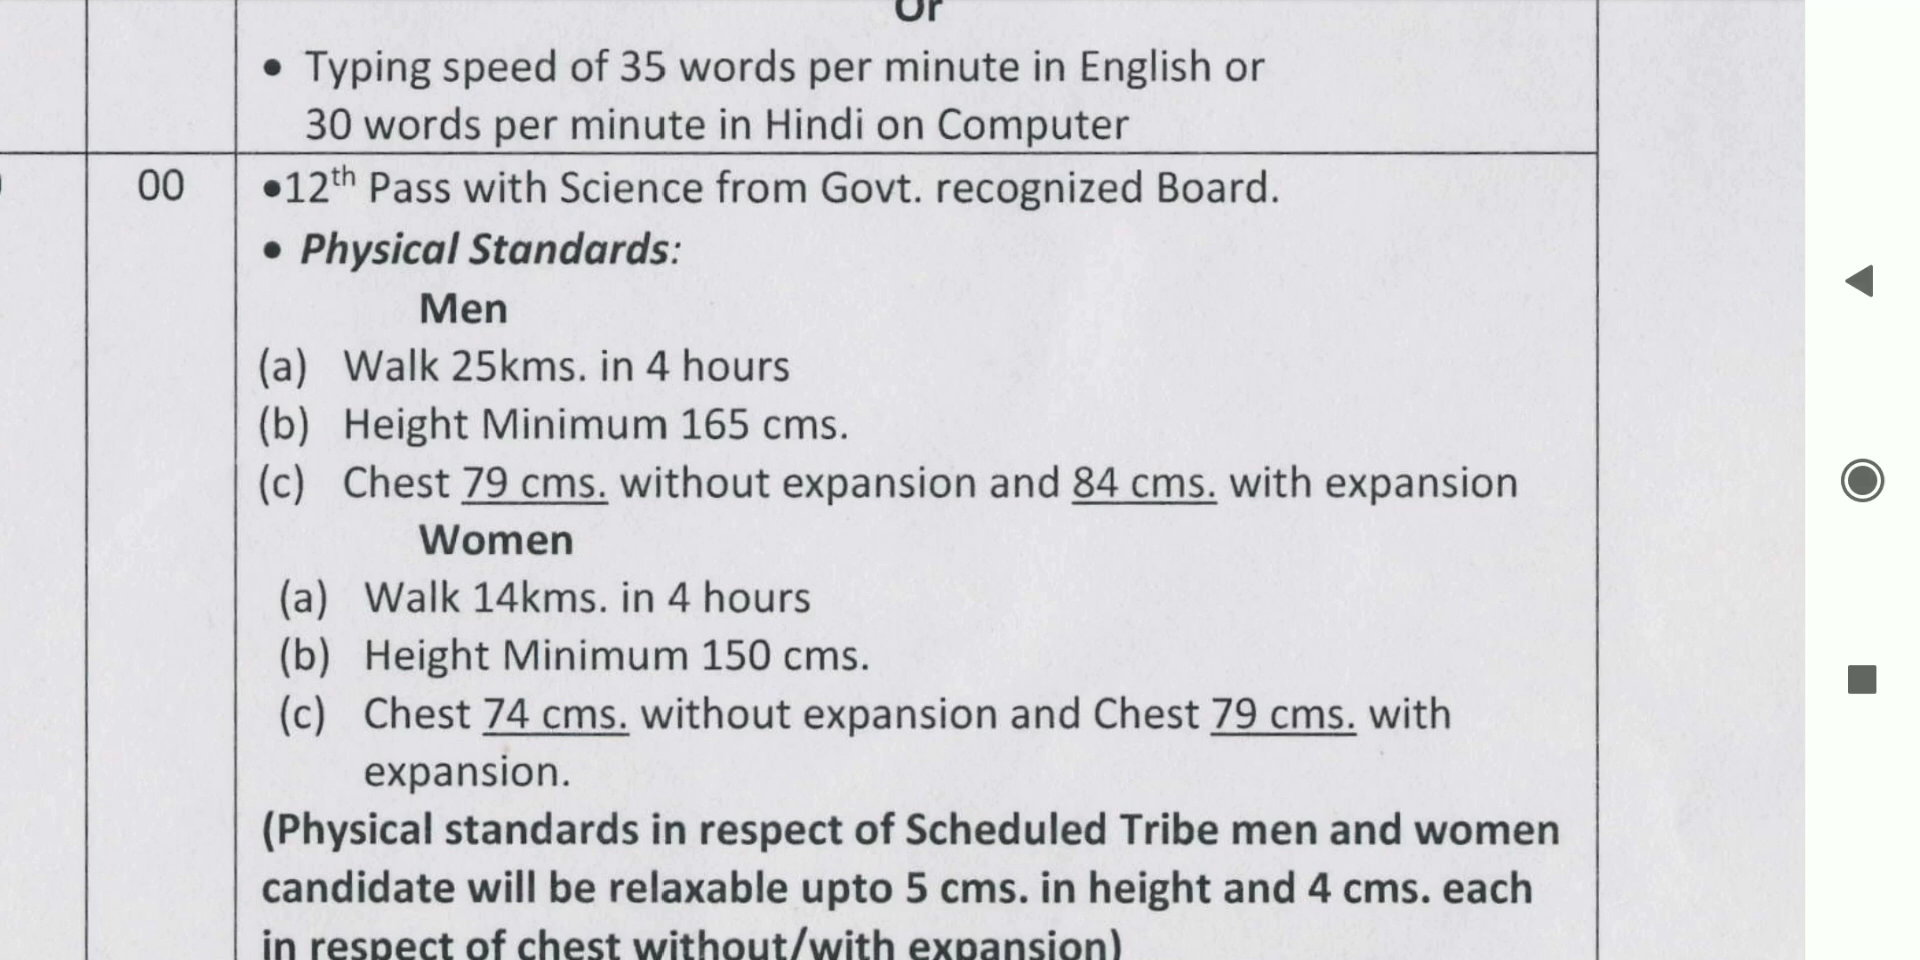 Or
• Typing speed of 35 words per minute in English or
30 words per minute in Hindi on Computer
00
•12th Pass with Science from Govt. recognized Board.
• Physical Standards:
Men
(a) Walk 25kms. in 4 hours
(b) Height Minimum 165 cms.
(c) Chest 79 cms. without expansion and 84 cms. with expansion
Women
(a) Walk 14kms. in 4 hours
(b) Height Minimum 150 cms.
(c) Chest 74 cms. without expansion and Chest 79 cms. with
expansion.
(Physical standards in respect of Scheduled Tribe men and women
candidate will be relaxable upto 5 cms. in height and 4 cms. each
in respect of chest without/with expansion)